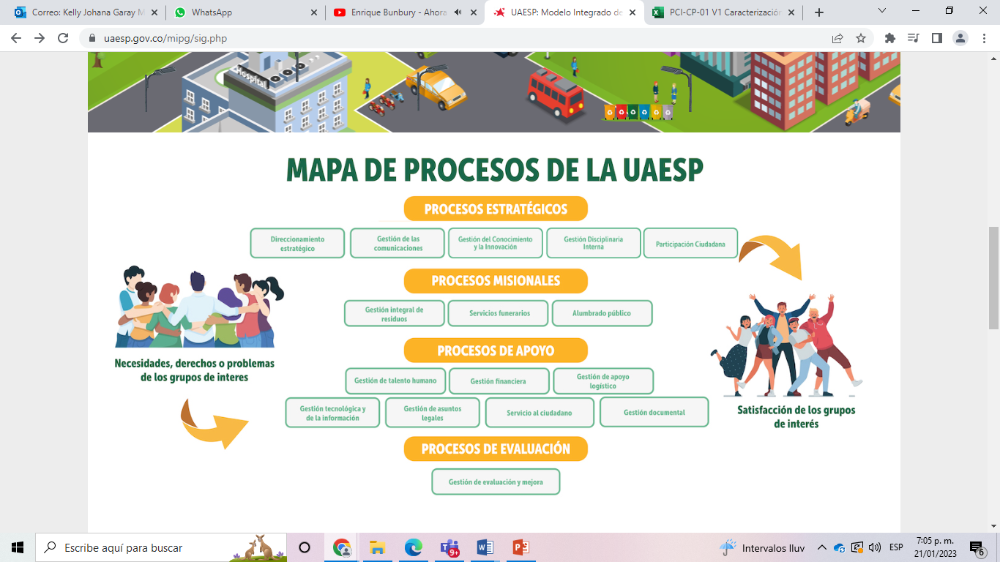 Correo: Kelly Johana Garay M
WhatsApp
Enrique Bunbury - Ahora
UAESP: Modelo Integrado de
PCI-CP-01 V1 Caracterización
uaesp.gov.co/mipg/sig.php
Hospital
MAPA DE PROCESOS DE LA UAESP
PROCESOS ESTRATÉGICOS
Direccionamiento
estratégico
Gestión de las
comunicaciones
Gestión del Conocimiento
y la Innovación
Gestión Disciplinaria
Interna
Participación Ciudadana
PROCESOS MISIONALES
Gestión integral de
residuos
Servicios funerarios
Alumbrado público
Necesidades, derechos o problemas
de los grupos de interes
PROCESOS DE APOYO
Gestión de talento humano
Gestión financiera
Gestión de apoyo
logístico
Gestión tecnológica y
de la información
Gestión de asuntos
legales
Servicio al ciudadano
Gestión documental
Satisfacción de los grupos
de interés
PROCESOS DE EVALUACIÓN
Gestión de evaluación y mejora
Escribe aquí para buscar
9+
Intervalos lluv
ESP
7:05 p. m.
21/01/2023
6